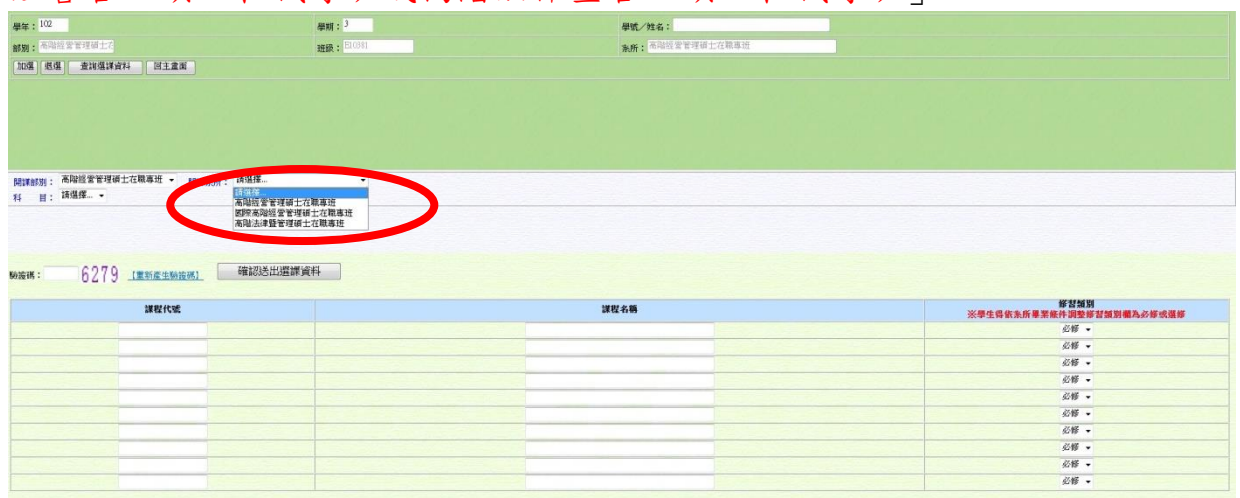 學年：102 學期：3 學號／姓名：
部別：高階經營管理碩士在 班級：E10381 系所：高階經營管理碩士在職專班
加選 退選 查詢選課資料 回主畫面
開課部別：高階經營管理碩士在職專班 請選擇...
科 目：請選擇...
請選擇...
高階經營管理碩士在職專班
國際高階經營管理碩士在職專班
高階法律暨管理碩士在職專班
驗證碼： 6279 【重新產生驗證碼】 確認送出選課資料
課程代號 課程名稱 修習類別
※學生得依系所畢業條件調整修習類別欄為必修或選修
必修
必修
必修
必修
必修
必修
必修
必修
必修
必修